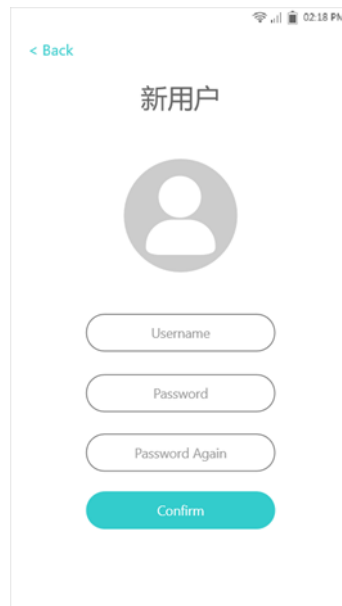 02:18 PM
< Back
新用户
Username
Password
Password Again
Confirm